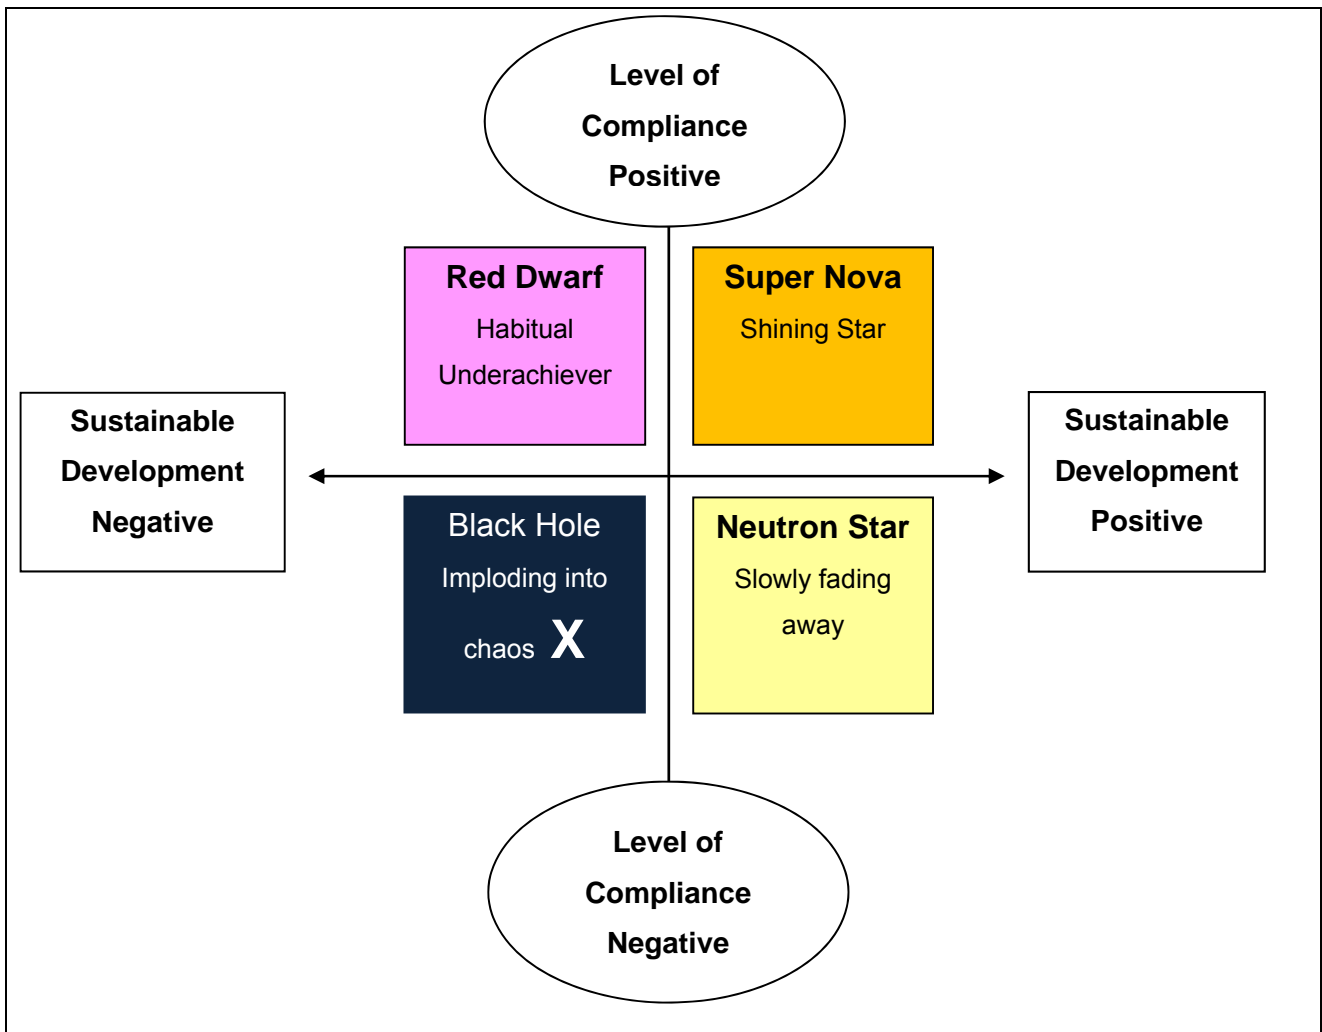 Level of
Compliance
Positive
Red Dwarf
Habitual
Underachiever
Super Nova
Shining Star
Sustainable
Development
Negative
Sustainable
Development
Positive
Black Hole
Imploding into
chaos X
Neutron Star
Slowly fading
away
Level of
Compliance
Negative